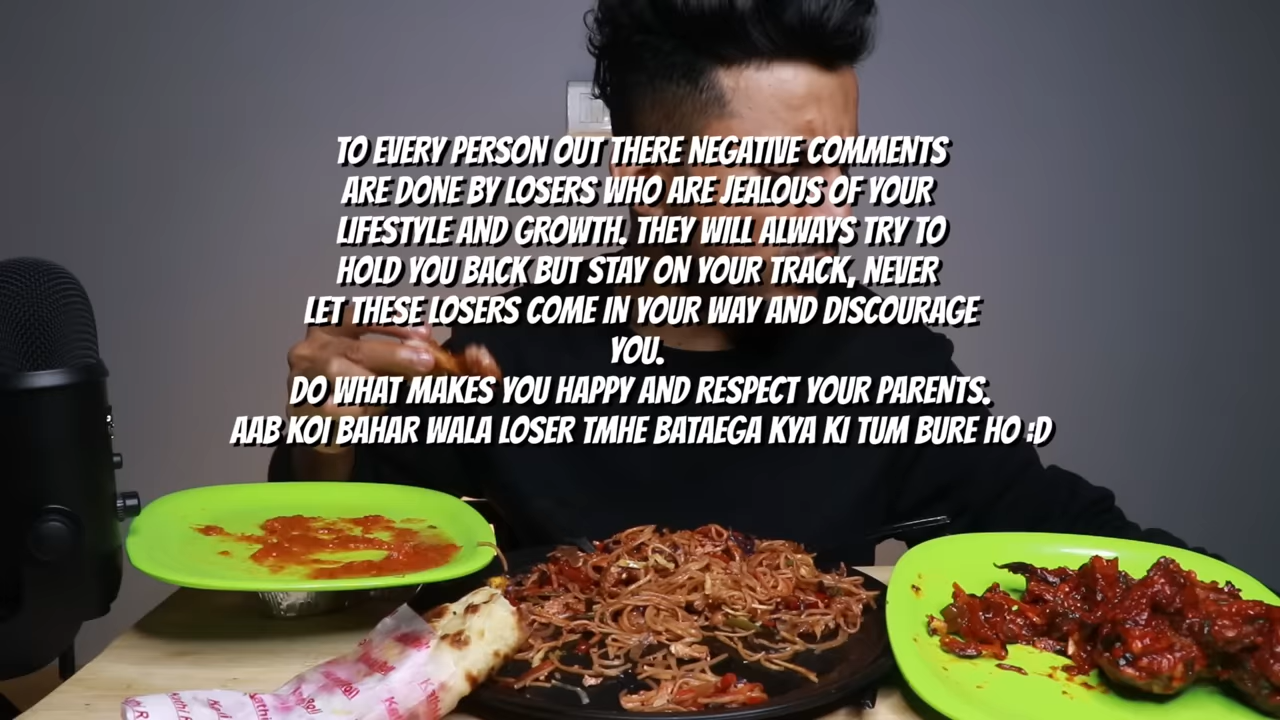 TO EVERY PERSON OUT THERE NEGATIVE COMMENTS
ARE DONE BY LOSERS WHO ARE JEALOUS OF YOUR
LIFESTYLE AND GROWTH. THEY WILL ALWAYS TRY TO
HOLD YOU BACK BUT STAY ON YOUR TRACK, NEVER
LET THESE LOSERS COME IN YOUR WAY AND DISCOURAGE
YOU.
DO WHAT MAKES YOU HAPPY AND RESPECT YOUR PARENTS.
AAB KOI BAHAR WALA LOSER TMHE BATAEGA KYA KI TUM BURE HO :D